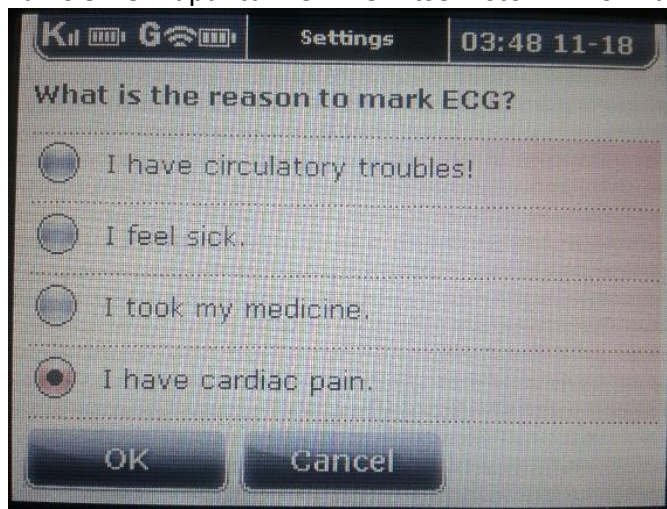 K G Settings 03:48 11-18
What is the reason to mark ECG?
I have circulatory troubles!
I feel sick.
I took my medicine.
I have cardiac pain.
OK Cancel